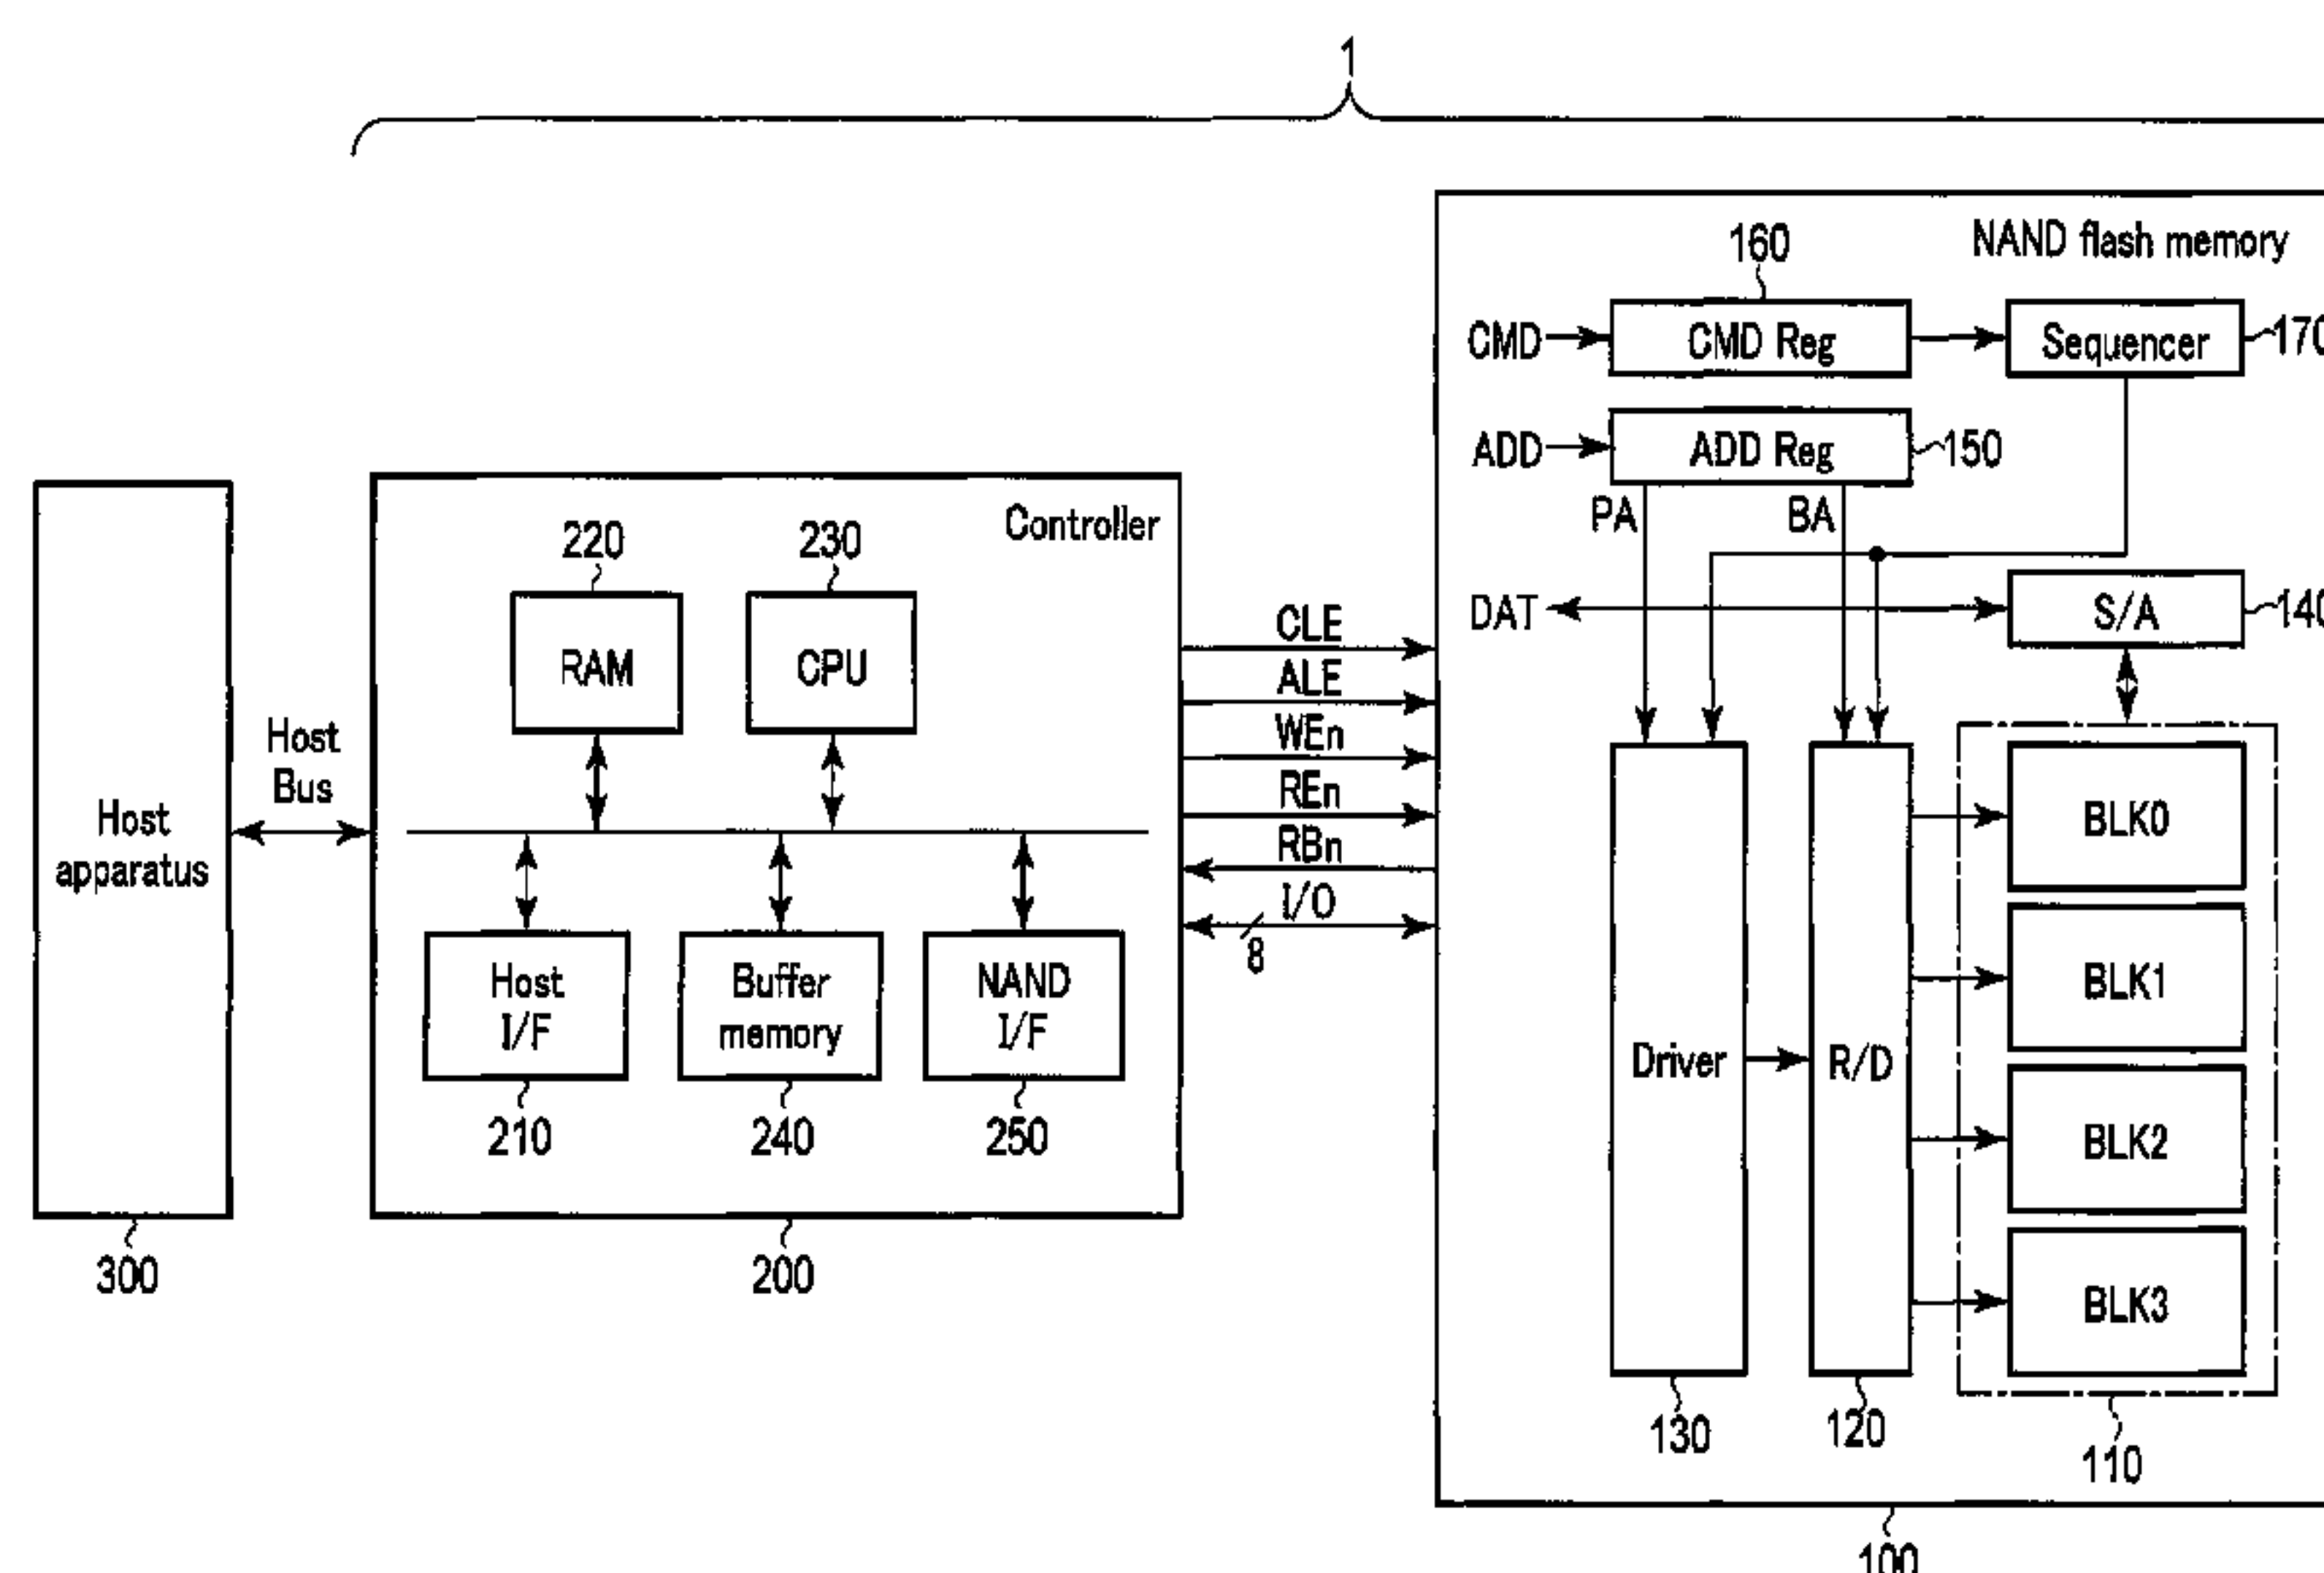 1
NAND flash memory
160
CMD
CMD Reg
Sequencer
170
ADD
ADD Reg
150
PA
BA
DAT
S/A
140
Controller
220
230
RAM
CPU
Host
Bus
Host
apparatus
CLE
ALE
WEn
REn
RBn
I/O
8
Host
I/F
Buffer
memory
NAND
I/F
210
240
250
300
200
Driver
R/D
BLK0
BLK1
BLK2
BLK3
130
120
110
100